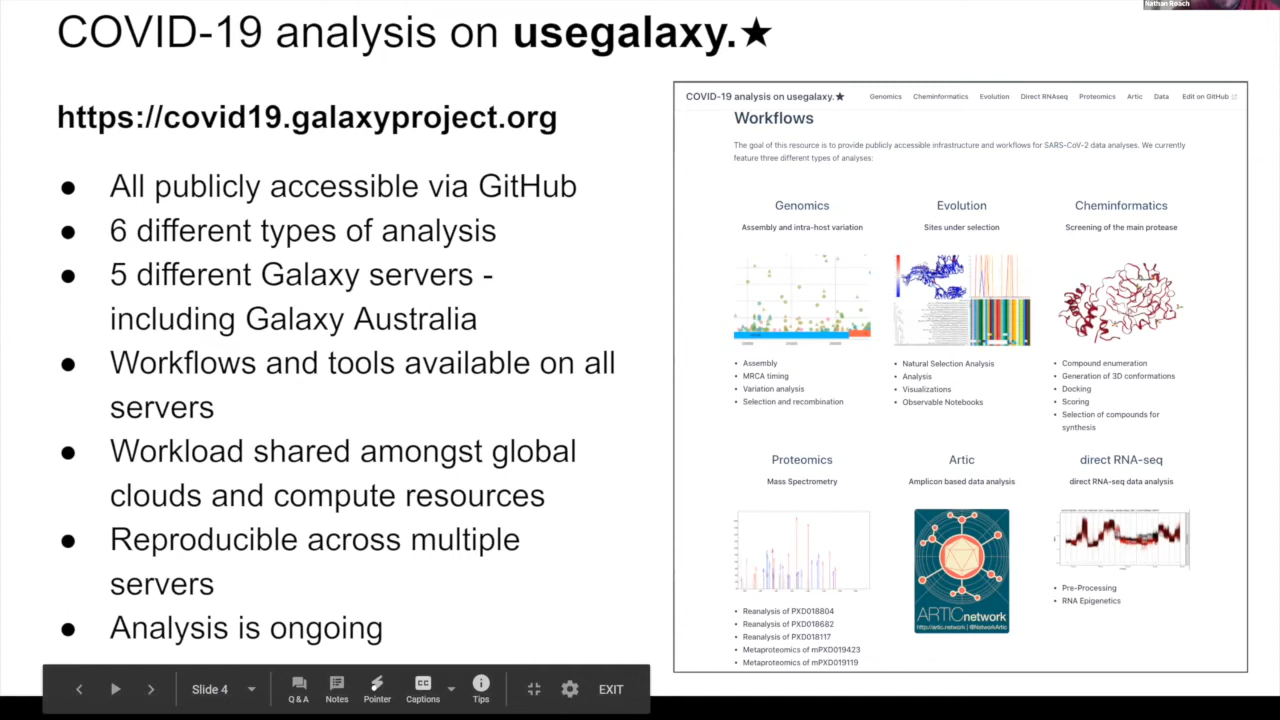 Nathan Roach
COVID-19 analysis on usegalaxy.★
https://covid19.galaxyproject.org
● All publicly accessible via GitHub
● 6 different types of analysis
● 5 different Galaxy servers -
including Galaxy Australia
● Workflows and tools available on all
servers
● Workload shared amongst global
clouds and compute resources
● Reproducible across multiple
servers
● Analysis is ongoing
COVID-19 analysis on usegalaxy.★ Genomics Cheminformatics Evolution Direct RNAseq Proteomics Artic Data Edit on GitHub
Workflows
The goal of this resource is to provide publicly accessible infrastructure and workflows for SARS-CoV-2 data analyses. We currently
feature three different types of analyses:
Genomics
Assembly and intra-host variation
• Assembly
• MRCA timing
• Variation analysis
• Selection and recombination
Evolution
Sites under selection
• Natural Selection Analysis
• Analysis
• Visualizations
• Observable Notebooks
Cheminformatics
Screening of the main protease
• Compound enumeration
• Generation of 3D conformations
• Docking
• Scoring
• Selection of compounds for
synthesis
Proteomics
Mass Spectrometry
• Reanalysis of PXD018804
• Reanalysis of PXD018682
• Reanalysis of PXD018117
• Metaproteomics of mPXD019423
• Metaproteomics of mPXD019119
Artic
Amplicon based data analysis
ARTICnetwork
http://artic.network | @NetworkArtic
direct RNA-seq
direct RNA-seq data analysis
• Pre-Processing
• RNA Epigenetics
Slide 4 Q & A Notes Pointer Captions Tips EXIT